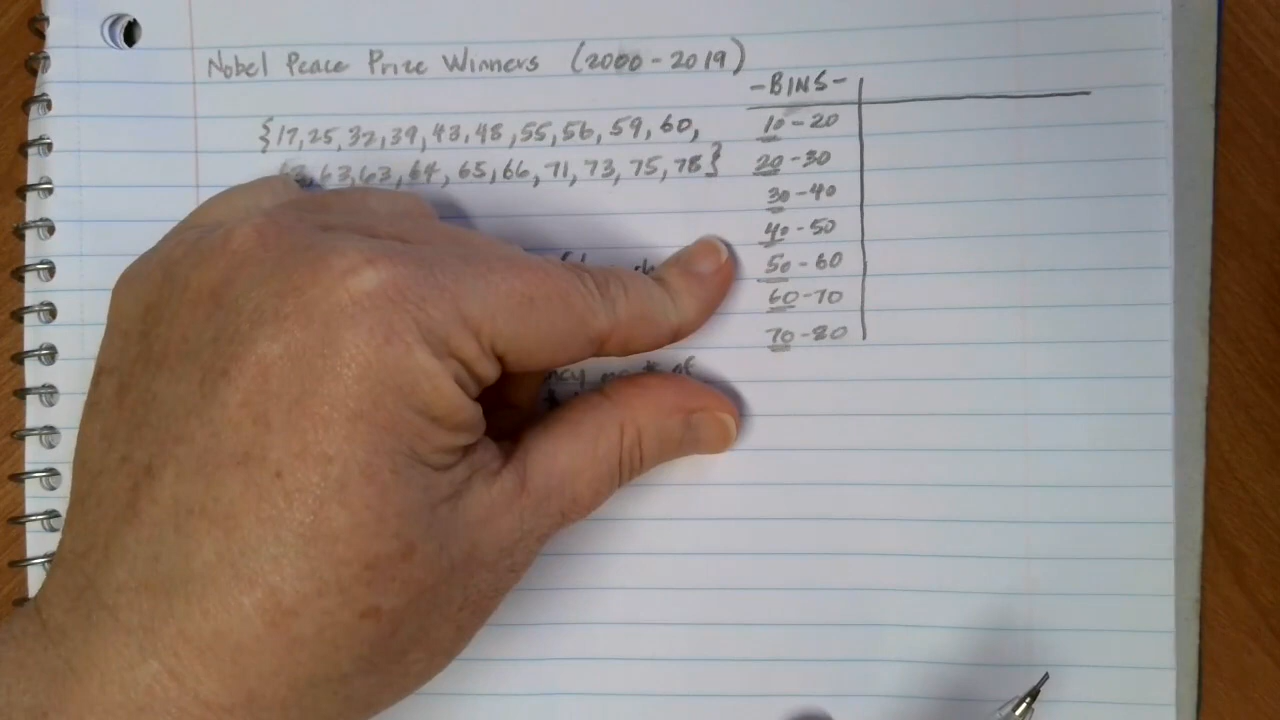 Nobel Peace Prize Winners (2000-2019)
{17, 25, 32, 39, 43, 48, 55, 56, 59, 60,
63, 63, 63, 64, 65, 66, 71, 73, 75, 78}
-BINS-
10-20
20-30
30-40
40-50
50-60
60-70
70-80
of